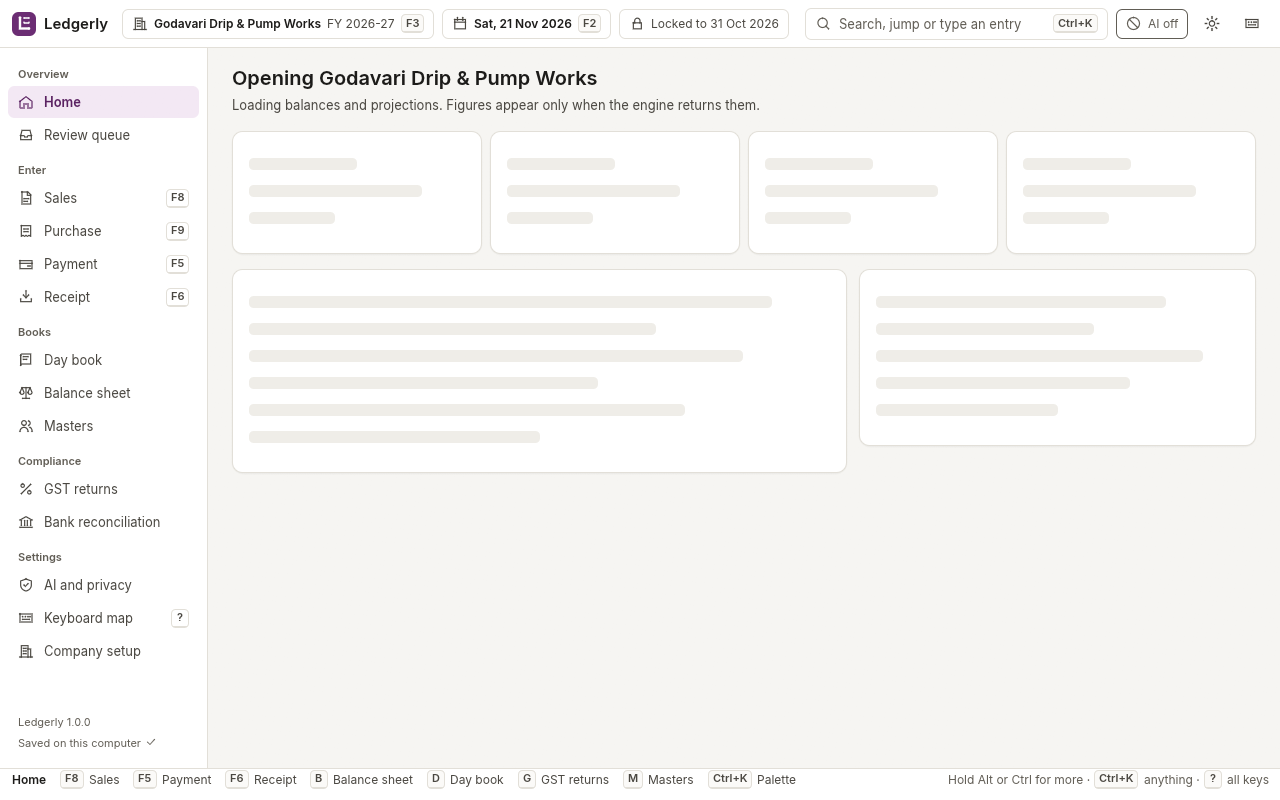 Ledgerly
Godavari Drip & Pump Works FY 2026-27 F3
Sat, 21 Nov 2026 F2
Locked to 31 Oct 2026
Search, jump or type an entry Ctrl+K
AI off
Overview
Home
Review queue
Enter
Sales F8
Purchase F9
Payment F5
Receipt F6
Books
Day book
Balance sheet
Masters
Compliance
GST returns
Bank reconciliation
Settings
AI and privacy
Keyboard map ?
Company setup
Ledgerly 1.0.0
Saved on this computer
Opening Godavari Drip & Pump Works
Loading balances and projections. Figures appear only when the engine returns them.
Home F8 Sales F5 Payment F6 Receipt B Balance sheet D Day book G GST returns M Masters Ctrl+K Palette
Hold Alt or Ctrl for more · Ctrl+K anything · ? all keys